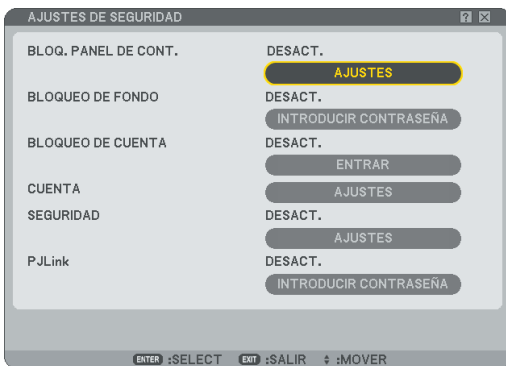 AJUSTES DE SEGURIDAD
BLOQ. PANEL DE CONT. DESACT.
AJUSTES
BLOQUEO DE FONDO DESACT.
INTRODUCIR CONTRASEÑA
BLOQUEO DE CUENTA DESACT.
ENTRAR
CUENTA AJUSTES
SEGURIDAD DESACT.
AJUSTES
PJLink DESACT.
INTRODUCIR CONTRASEÑA
ENTER :SELECT EXIT :SALIR :MOVER